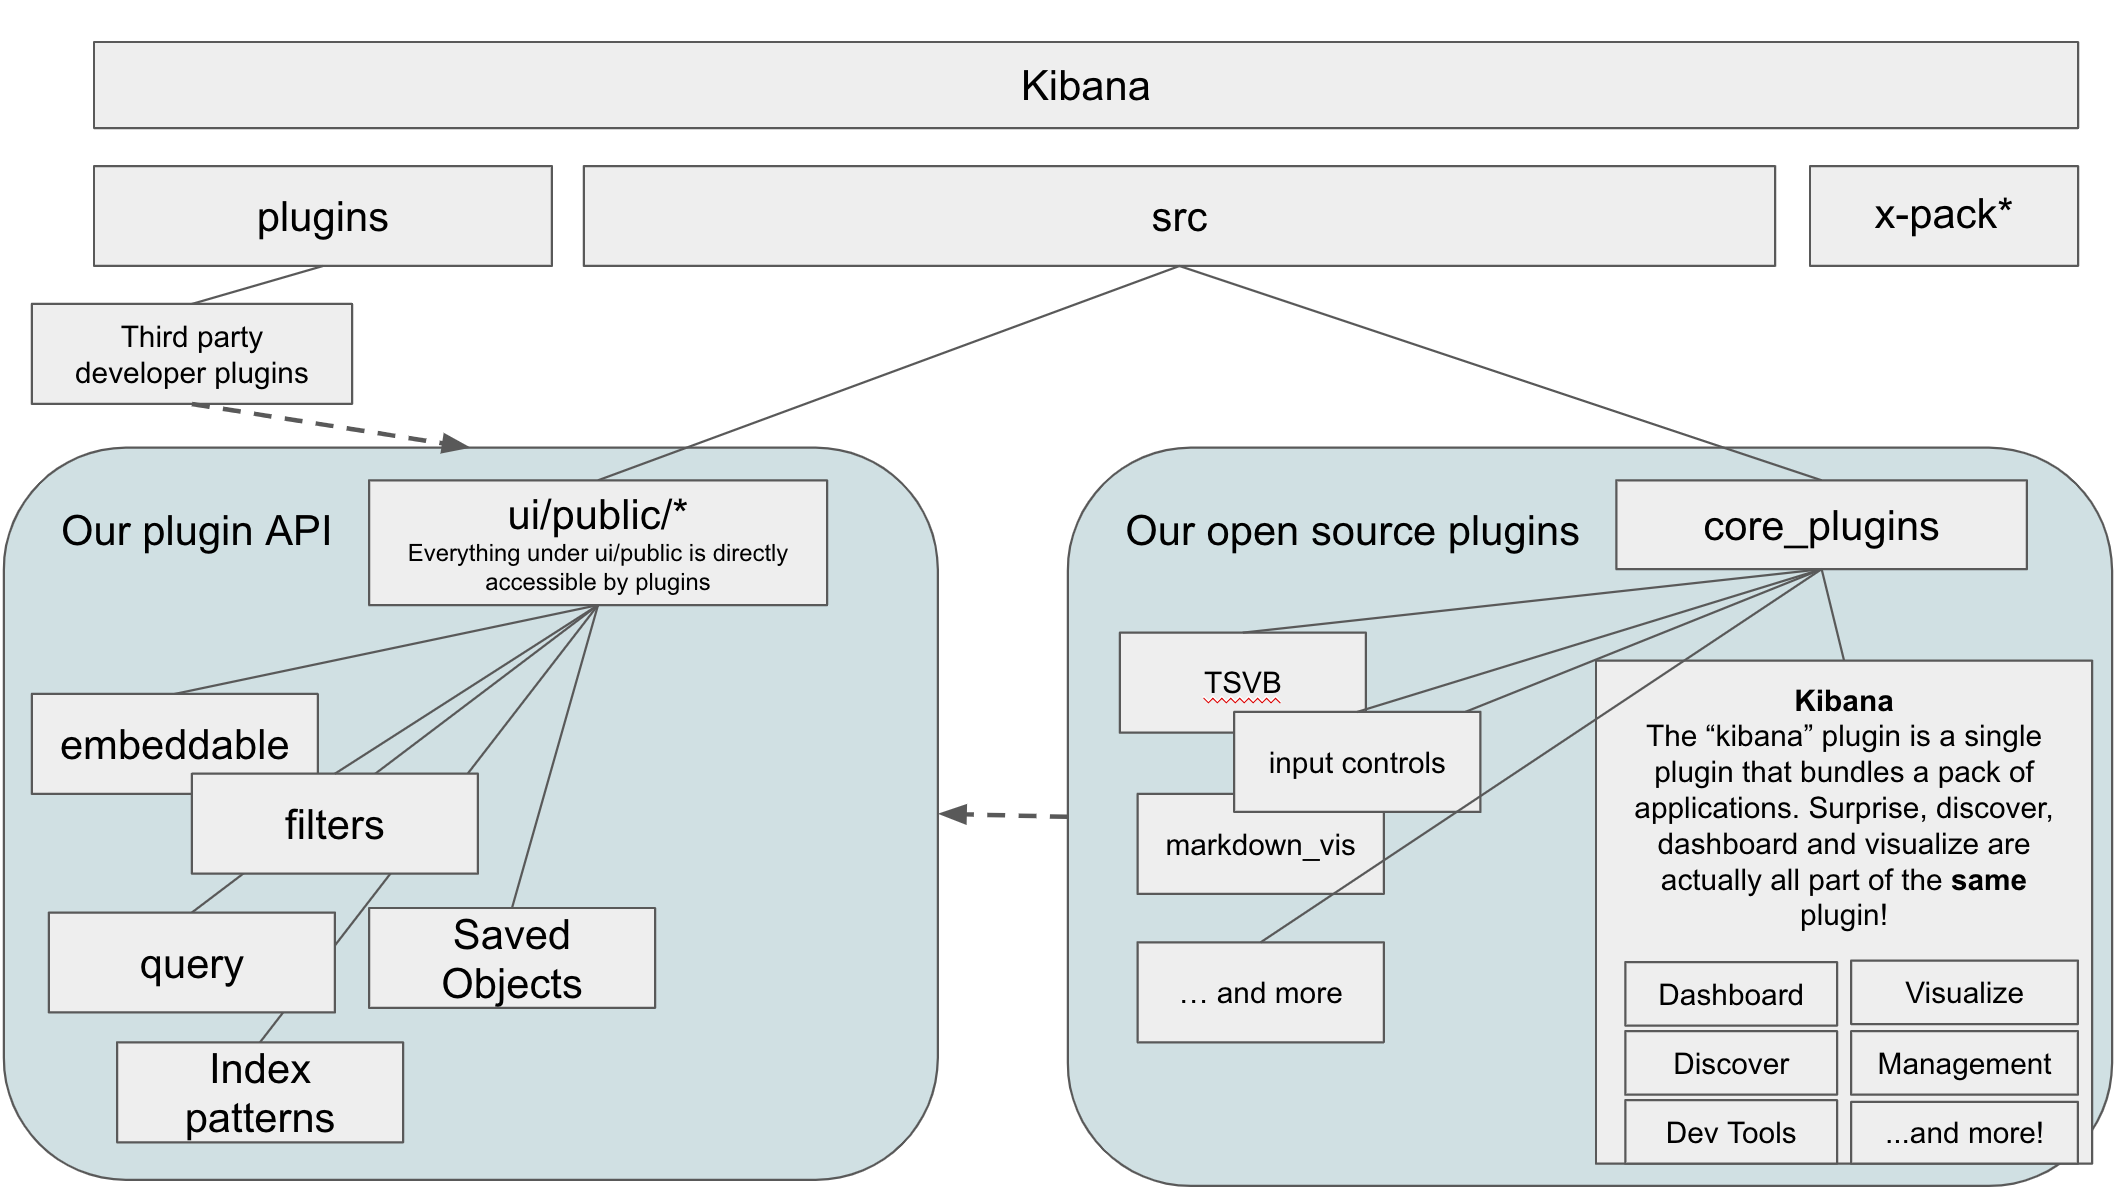 Kibana
plugins
src
x-pack*
Third party
developer plugins
Our plugin API
ui/public/*
Everything under ui/public is directly
accessible by plugins
embeddable
filters
query
Saved
Objects
Index
patterns
Our open source plugins
core_plugins
TSVB
input controls
markdown_vis
… and more
Kibana
The “kibana” plugin is a single
plugin that bundles a pack of
applications. Surprise, discover,
dashboard and visualize are
actually all part of the same
plugin!
Dashboard
Visualize
Discover
Management
Dev Tools
...and more!